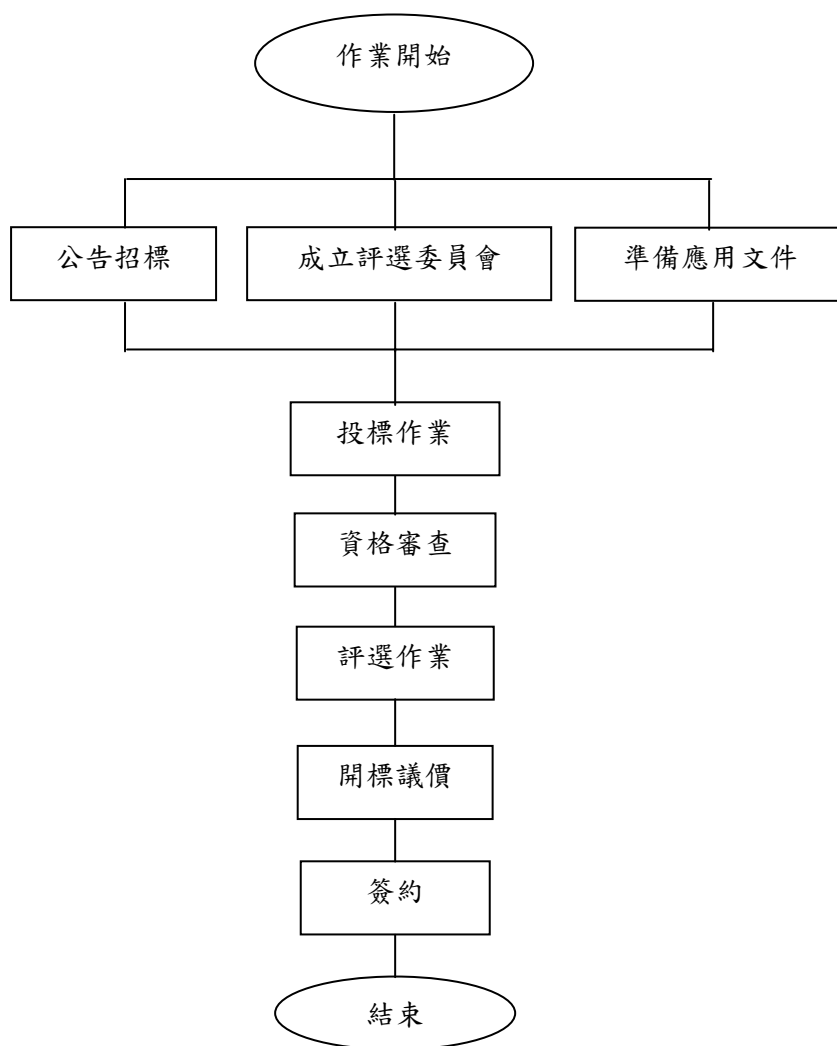 作業開始
公告招標
成立評選委員會
準備應用文件
投標作業
資格審查
評選作業
開標議價
簽約
結束